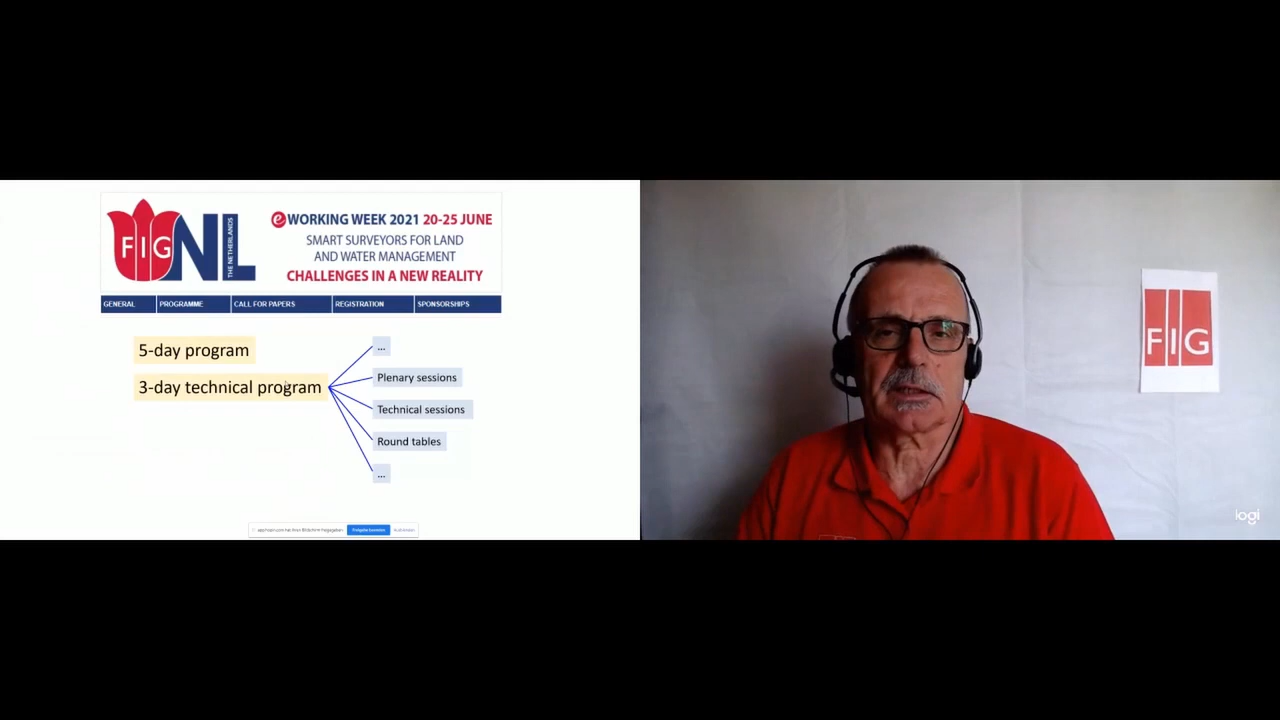 FIG
NL
THE NETHERLANDS
eWORKING WEEK 2021 20-25 JUNE
SMART SURVEYORS FOR LAND
AND WATER MANAGEMENT
CHALLENGES IN A NEW REALITY
GENERAL PROGRAMME CALL FOR PAPERS REGISTRATION SPONSORSHIPS
5-day program
3-day technical program
...
Plenary sessions
Technical sessions
Round tables
...
Ausblenden
FIG
logi